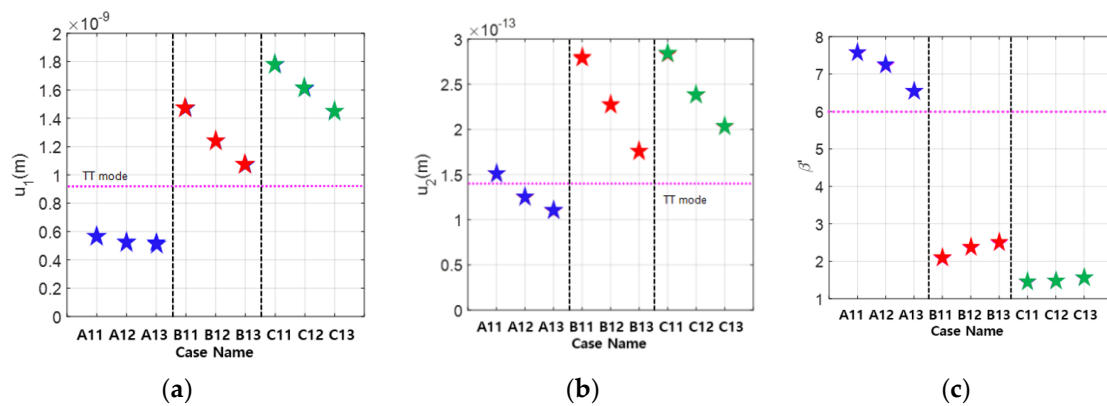 ×10⁻⁹
2
1.8
1.6
1.4
1.2
1
0.8
0.6
0.4
0.2
0
u₁(m)
TT mode
A11 A12 A13 B11 B12 B13 C11 C12 C13
Case Name
(a)
×10⁻¹³
3
2.5
2
1.5
1
0.5
0
u₂(m)
TT mode
A11 A12 A13 B11 B12 B13 C11 C12 C13
Case Name
(b)
8
7
6
5
4
3
2
1
β'
A11 A12 A13 B11 B12 B13 C11 C12 C13
Case Name
(c)